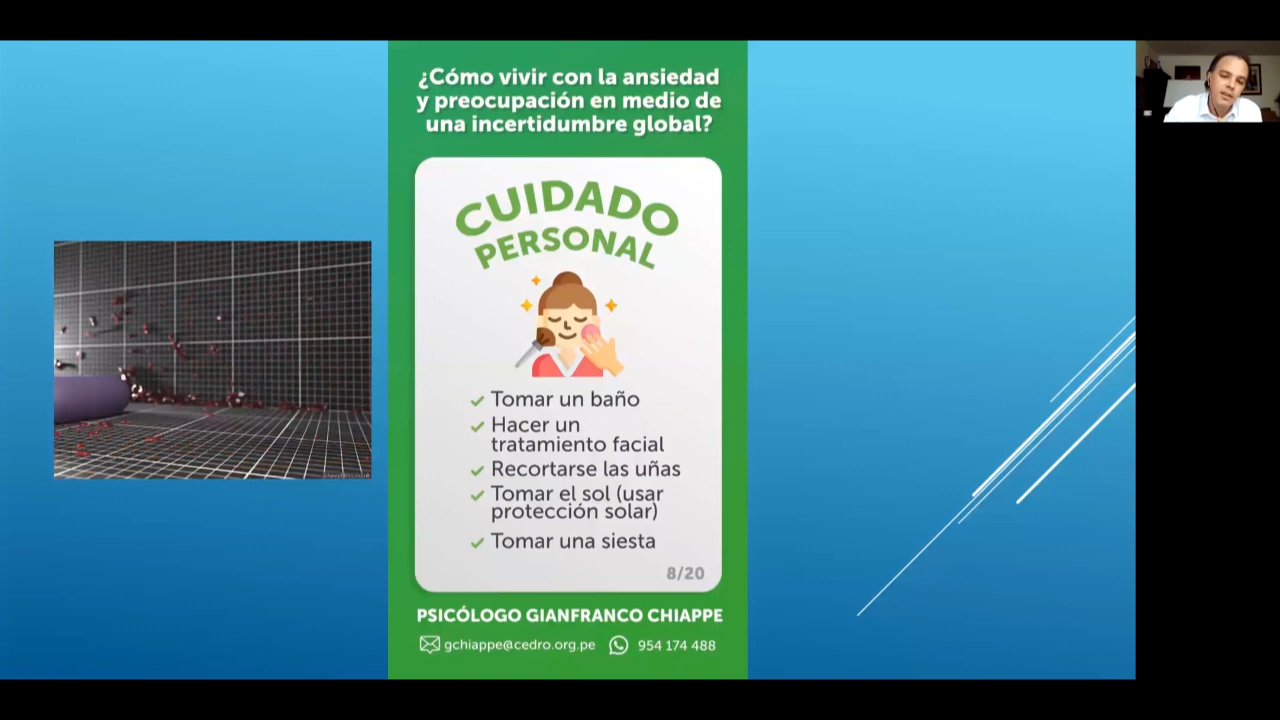 ¿Cómo vivir con la ansiedad
y preocupación en medio de
una incertidumbre global?
CUIDADO
PERSONAL
Tomar un baño
Hacer un
tratamiento facial
Recortarse las uñas
Tomar el sol (usar
protección solar)
Tomar una siesta
8/20
PSICÓLOGO GIANFRANCO CHIAPPE
gchiappe@cedro.org.pe 954 174 488